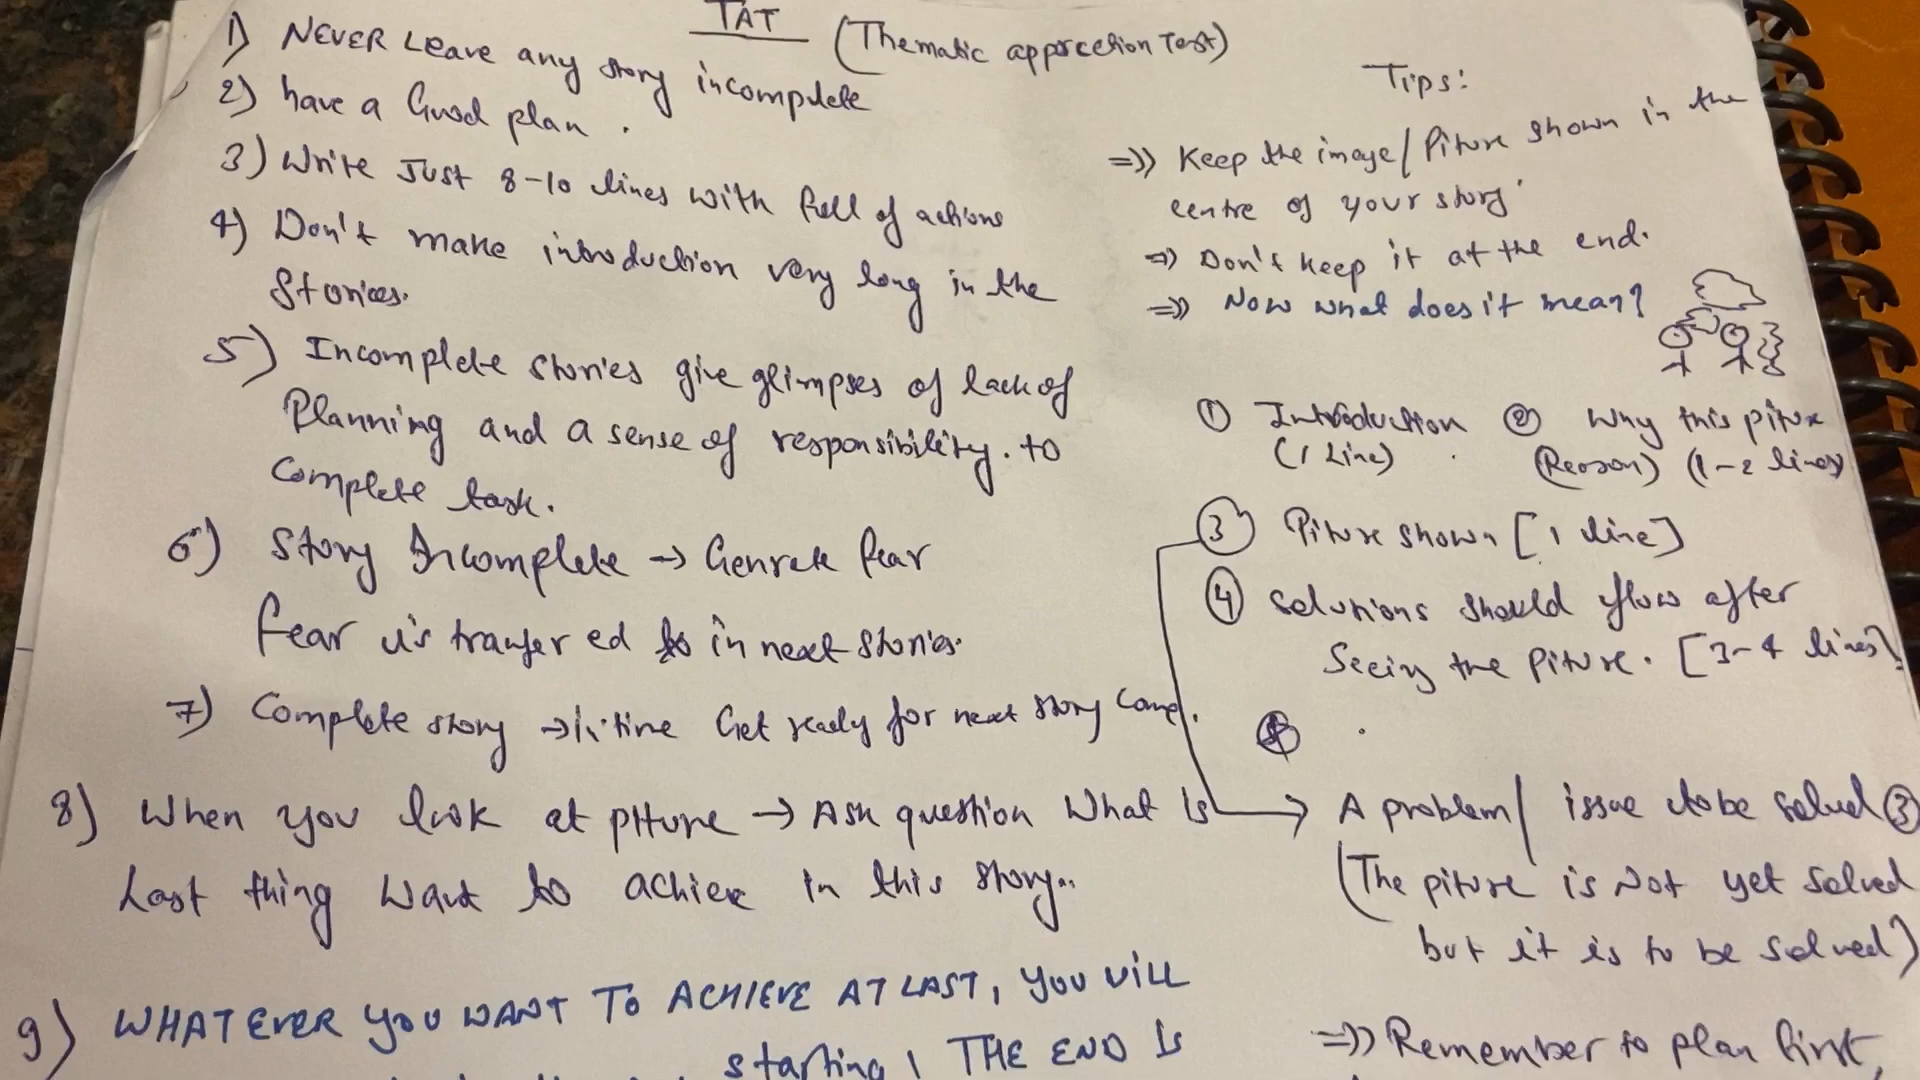 TAT (Thematic apporcetion Test)
1) NEVER Leave any story incomplete
2) have a Good plan.
3) Write Just 8-10 lines with full of actions
4) Don't make introduction very long in the
Stories.
5) Incomplete stories give glimpses of lack of
Planning and a sense of responsibility. to
Complete task.
6) Story Incomplete → Genrete fear
fear is tranfer ed to in next stories.
7) Complete story → in time Get ready for next story
8) When you look at pitture → Ask question What is
Last thing want to achiev in this story..
9) WHATEVER YOU WANT TO ACHIEVE AT LAST, YOU WILL
starting, THE END IS
Tips:
=>> Keep the image/Piture shown in the
centre of your story
=>> Don't keep it at the end.
=>> Now what does it mean?
① Introduction
(1 Line)
② Why this piture
(Reason) (1-2 lines)
③ Piture shown [1 line]
④ solutions should flow after
Seeing the piture. [3-4 lines]
→ A problem/ issue to be solved ③
(The piture is Not yet solved
but it is to be solved)
=>> Remember to plan first,